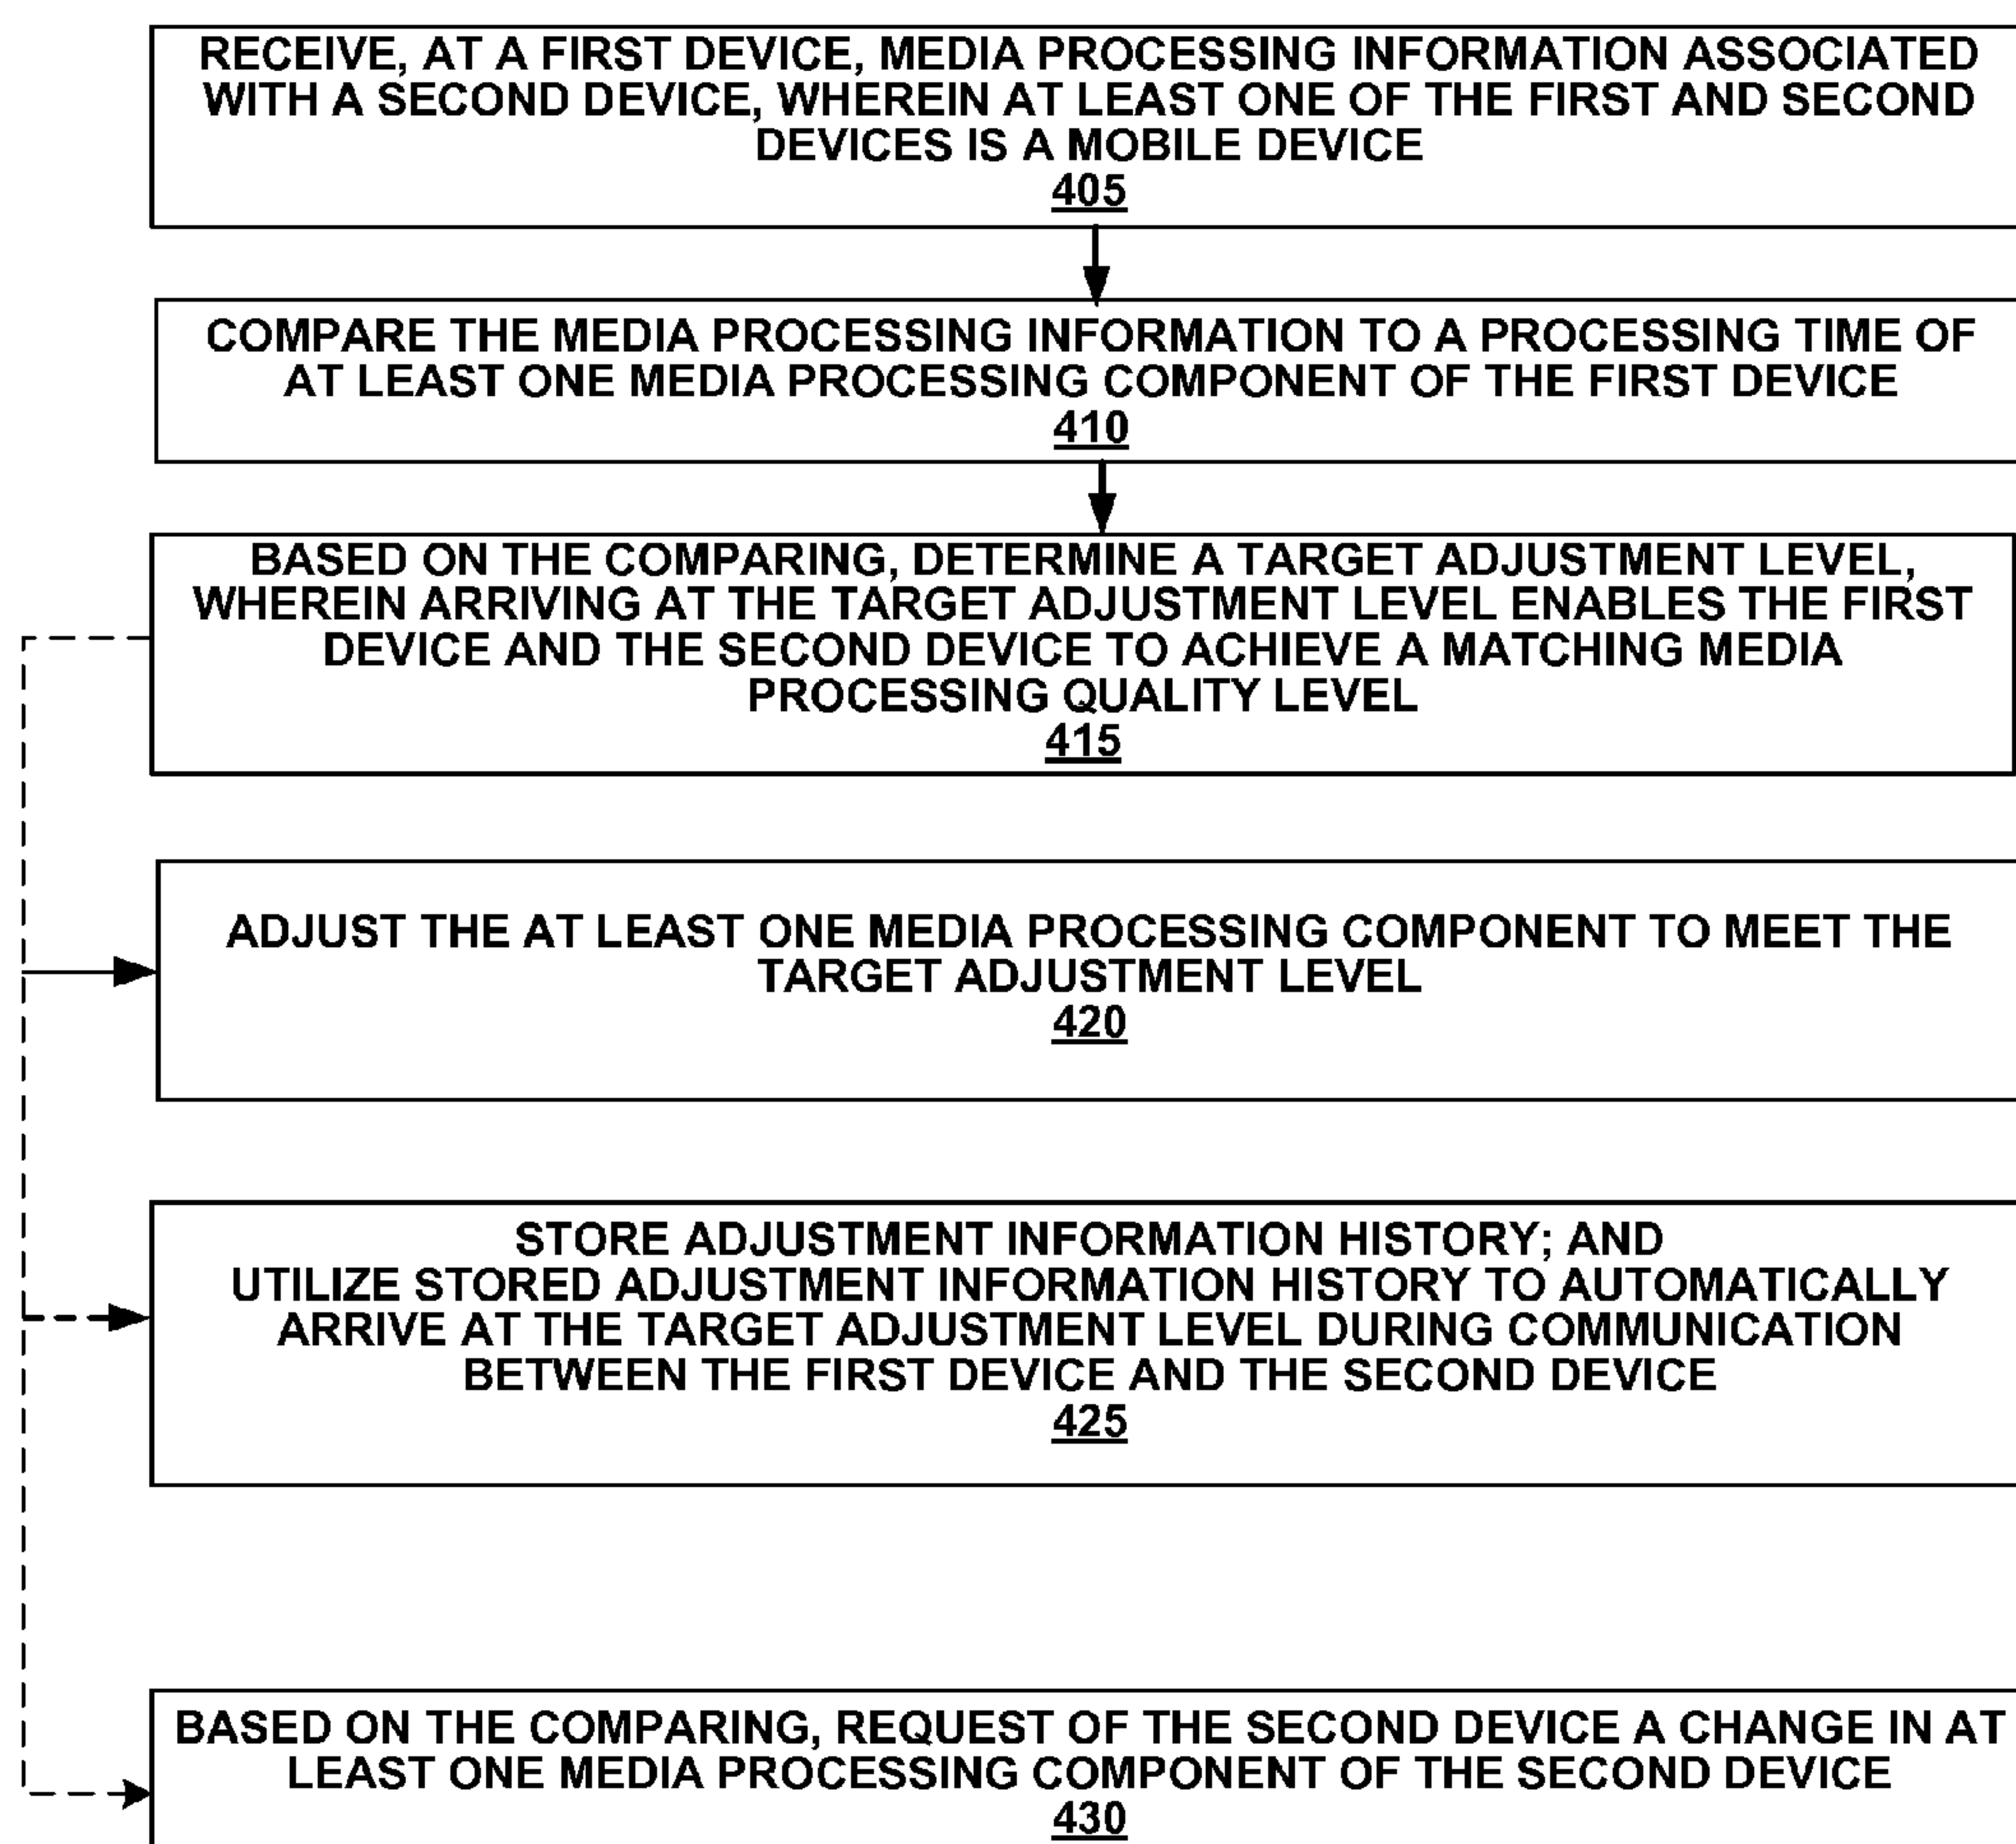 RECEIVE, AT A FIRST DEVICE, MEDIA PROCESSING INFORMATION ASSOCIATED
WITH A SECOND DEVICE, WHEREIN AT LEAST ONE OF THE FIRST AND SECOND
DEVICES IS A MOBILE DEVICE
405
COMPARE THE MEDIA PROCESSING INFORMATION TO A PROCESSING TIME OF
AT LEAST ONE MEDIA PROCESSING COMPONENT OF THE FIRST DEVICE
410
BASED ON THE COMPARING, DETERMINE A TARGET ADJUSTMENT LEVEL,
WHEREIN ARRIVING AT THE TARGET ADJUSTMENT LEVEL ENABLES THE FIRST
DEVICE AND THE SECOND DEVICE TO ACHIEVE A MATCHING MEDIA
PROCESSING QUALITY LEVEL
415
ADJUST THE AT LEAST ONE MEDIA PROCESSING COMPONENT TO MEET THE
TARGET ADJUSTMENT LEVEL
420
STORE ADJUSTMENT INFORMATION HISTORY; AND
UTILIZE STORED ADJUSTMENT INFORMATION HISTORY TO AUTOMATICALLY
ARRIVE AT THE TARGET ADJUSTMENT LEVEL DURING COMMUNICATION
BETWEEN THE FIRST DEVICE AND THE SECOND DEVICE
425
BASED ON THE COMPARING, REQUEST OF THE SECOND DEVICE A CHANGE IN AT
LEAST ONE MEDIA PROCESSING COMPONENT OF THE SECOND DEVICE
430